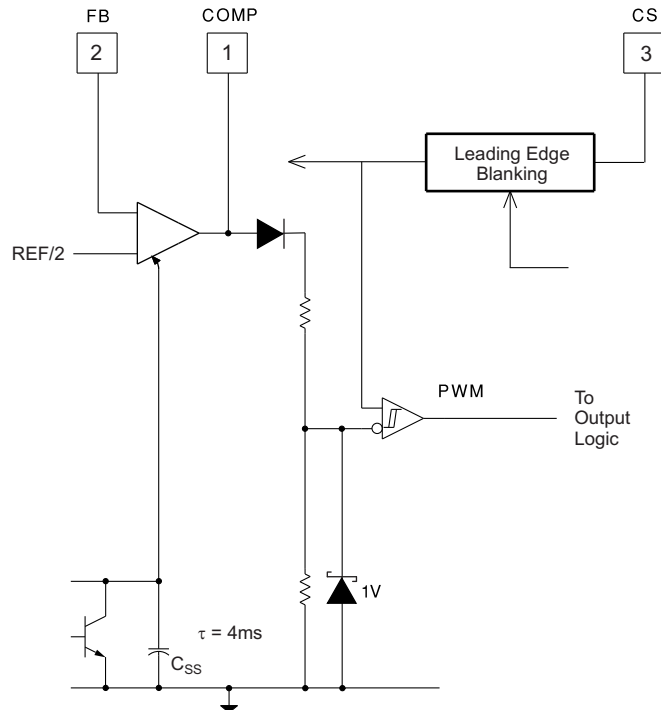 FB
COMP
CS
2
1
3
Leading Edge
Blanking
REF/2
PWM
To
Output
Logic
1V
τ = 4ms
CSS